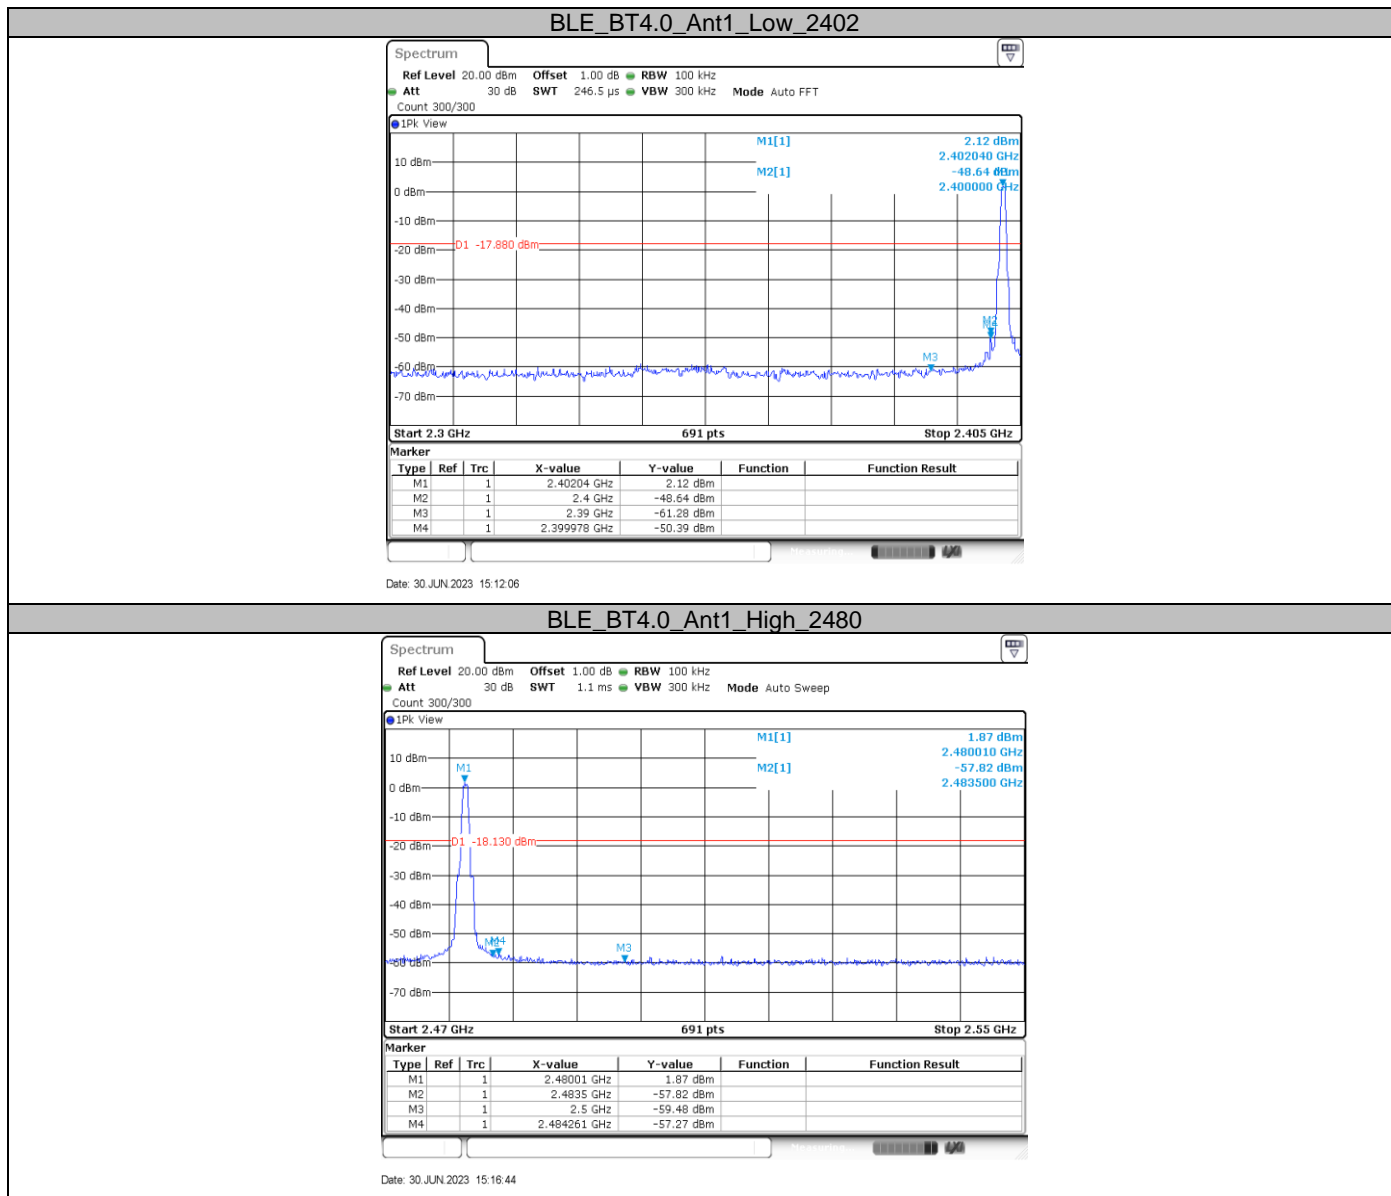 BLE_BT4.0_Ant1_Low_2402
Spectrum
Ref Level 20.00 dBm Offset 1.00 dB RBW 100 kHz
Att 30 dB SWT 246.5 µs VBW 300 kHz Mode Auto FFT
Count 300/300
1Pk View
M1[1] 2.12 dBm
2.402040 GHz
M2[1] -48.64 dBm
2.400000 GHz
10 dBm
0 dBm
-10 dBm
D1 -17.880 dBm
-20 dBm
-30 dBm
-40 dBm
M2
-50 dBm
M3
-60 dBm
-70 dBm
Start 2.3 GHz 691 pts Stop 2.405 GHz
Marker
Type Ref Trc X-value Y-value Function Function Result
M1 1 2.40204 GHz 2.12 dBm
M2 1 2.4 GHz -48.64 dBm
M3 1 2.39 GHz -61.28 dBm
M4 1 2.399978 GHz -50.39 dBm
Measuring...
Date: 30.JUN.2023 15:12:06
BLE_BT4.0_Ant1_High_2480
Spectrum
Ref Level 20.00 dBm Offset 1.00 dB RBW 100 kHz
Att 30 dB SWT 1.1 ms VBW 300 kHz Mode Auto Sweep
Count 300/300
1Pk View
M1[1] 1.87 dBm
2.480010 GHz
M2[1] -57.82 dBm
2.483500 GHz
10 dBm
M1
0 dBm
-10 dBm
D1 -18.130 dBm
-20 dBm
-30 dBm
-40 dBm
-50 dBm
M2 M4 M3
-60 dBm
-70 dBm
Start 2.47 GHz 691 pts Stop 2.55 GHz
Marker
Type Ref Trc X-value Y-value Function Function Result
M1 1 2.48001 GHz 1.87 dBm
M2 1 2.4835 GHz -57.82 dBm
M3 1 2.5 GHz -59.48 dBm
M4 1 2.484261 GHz -57.27 dBm
Measuring...
Date: 30.JUN.2023 15:16:44